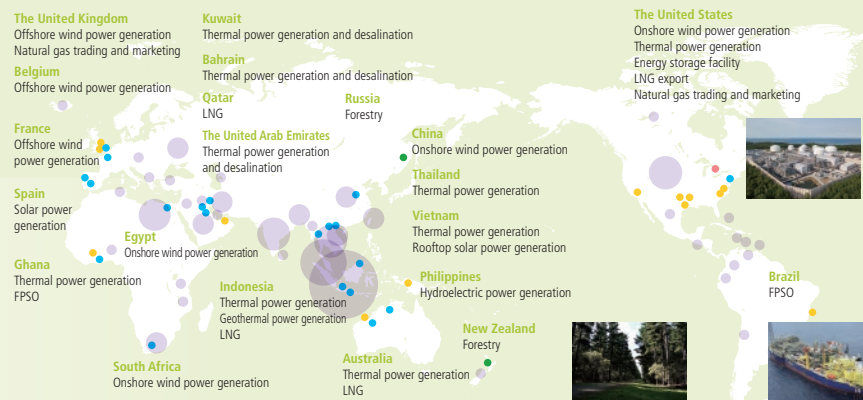 The United Kingdom
Offshore wind power generation
Natural gas trading and marketing
Belgium
Offshore wind power generation
France
Offshore wind
power generation
Spain
Solar power
generation
Ghana
Thermal power generation
FPSO
Kuwait
Thermal power generation and desalination
Bahrain
Thermal power generation and desalination
Qatar
LNG
The United Arab Emirates
Thermal power generation
and desalination
Egypt
Onshore wind power generation
South Africa
Onshore wind power generation
Russia
Forestry
China
Onshore wind power generation
Thailand
Thermal power generation
Vietnam
Thermal power generation
Rooftop solar power generation
Indonesia
Thermal power generation
Geothermal power generation
LNG
Philippines
Hydroelectric power generation
Australia
Thermal power generation
LNG
New Zealand
Forestry
The United States
Onshore wind power generation
Thermal power generation
Energy storage facility
LNG export
Natural gas trading and marketing
Brazil
FPSO